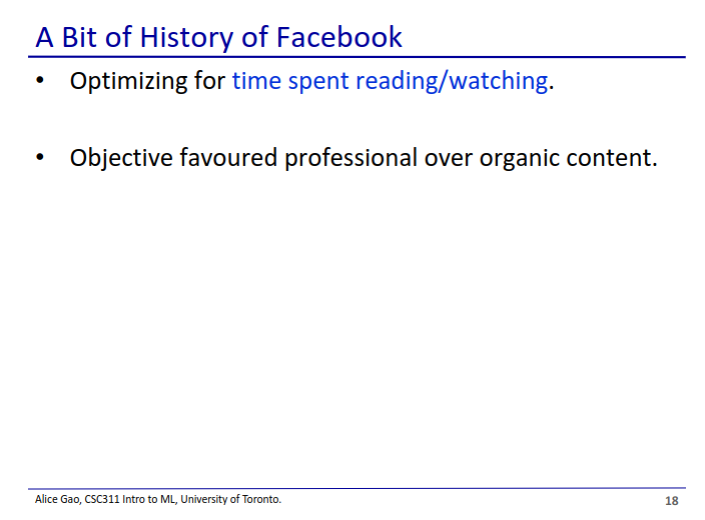 A Bit of History of Facebook
• Optimizing for time spent reading/watching.
• Objective favoured professional over organic content.
Alice Gao, CSC311 Intro to ML, University of Toronto.
18